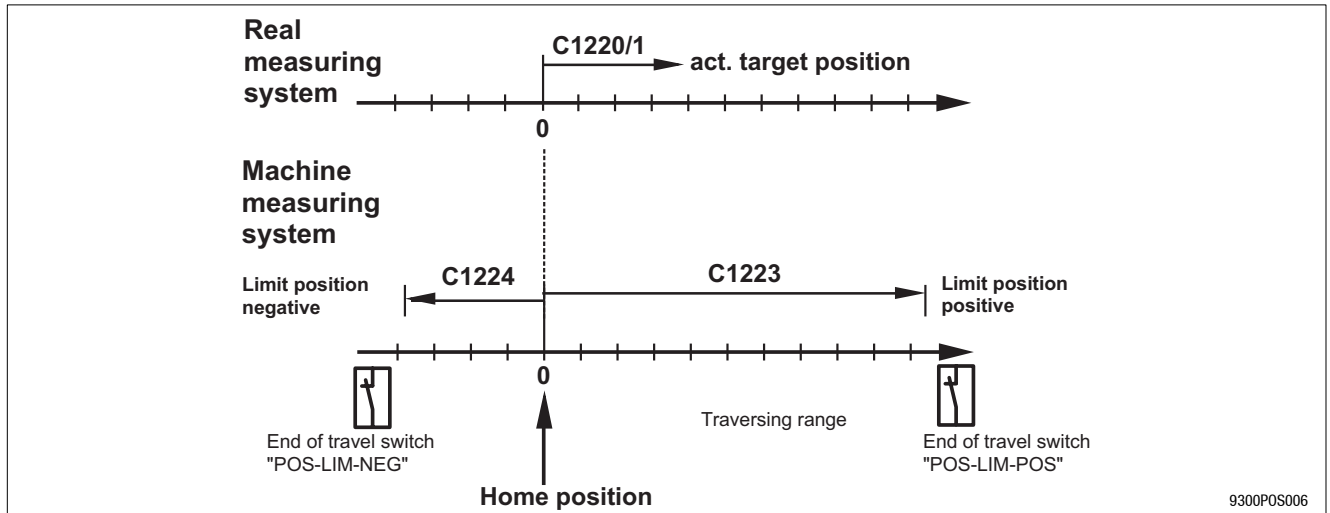 Real
measuring
system
C1220/1
act. target position
0
Machine
measuring
system
Limit position
negative
C1224
C1223
Limit position
positive
0
Traversing range
End of travel switch
"POS-LIM-NEG"
End of travel switch
"POS-LIM-POS"
Home position
9300POS006